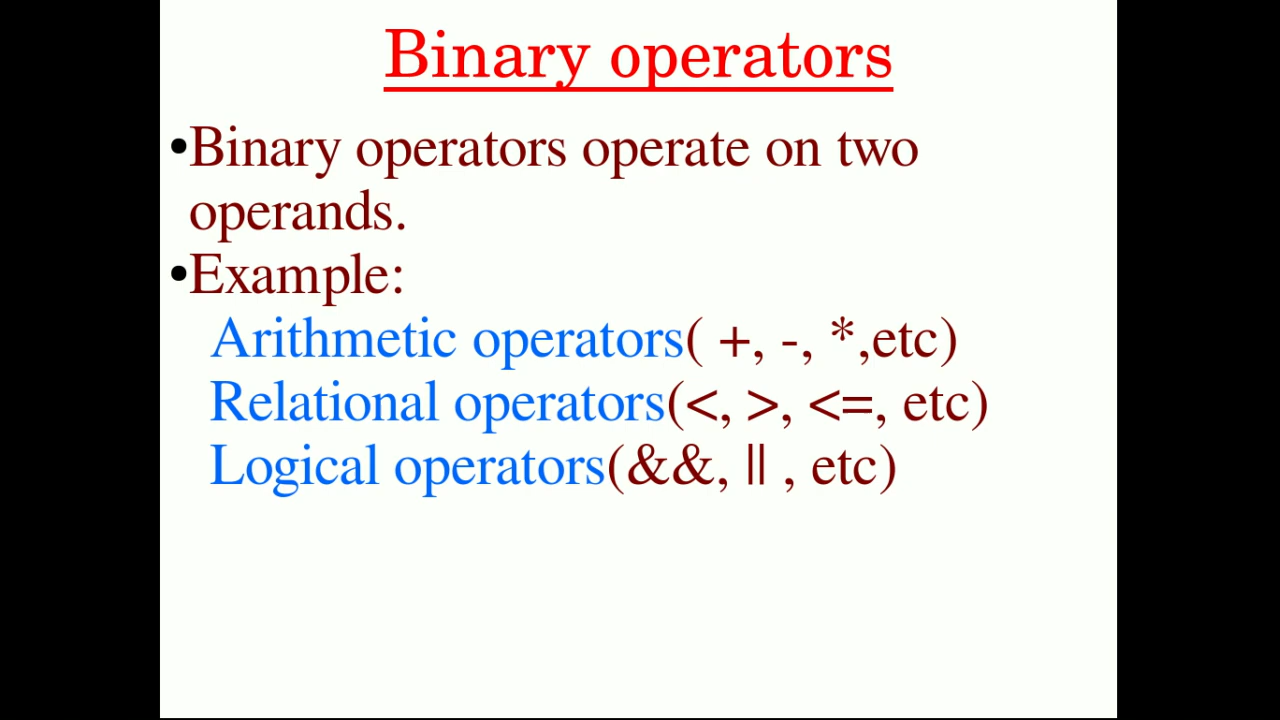 Binary operators
•Binary operators operate on two
operands.
•Example:
Arithmetic operators( +, -, *,etc)
Relational operators(<, >, <=, etc)
Logical operators(&&, || , etc)